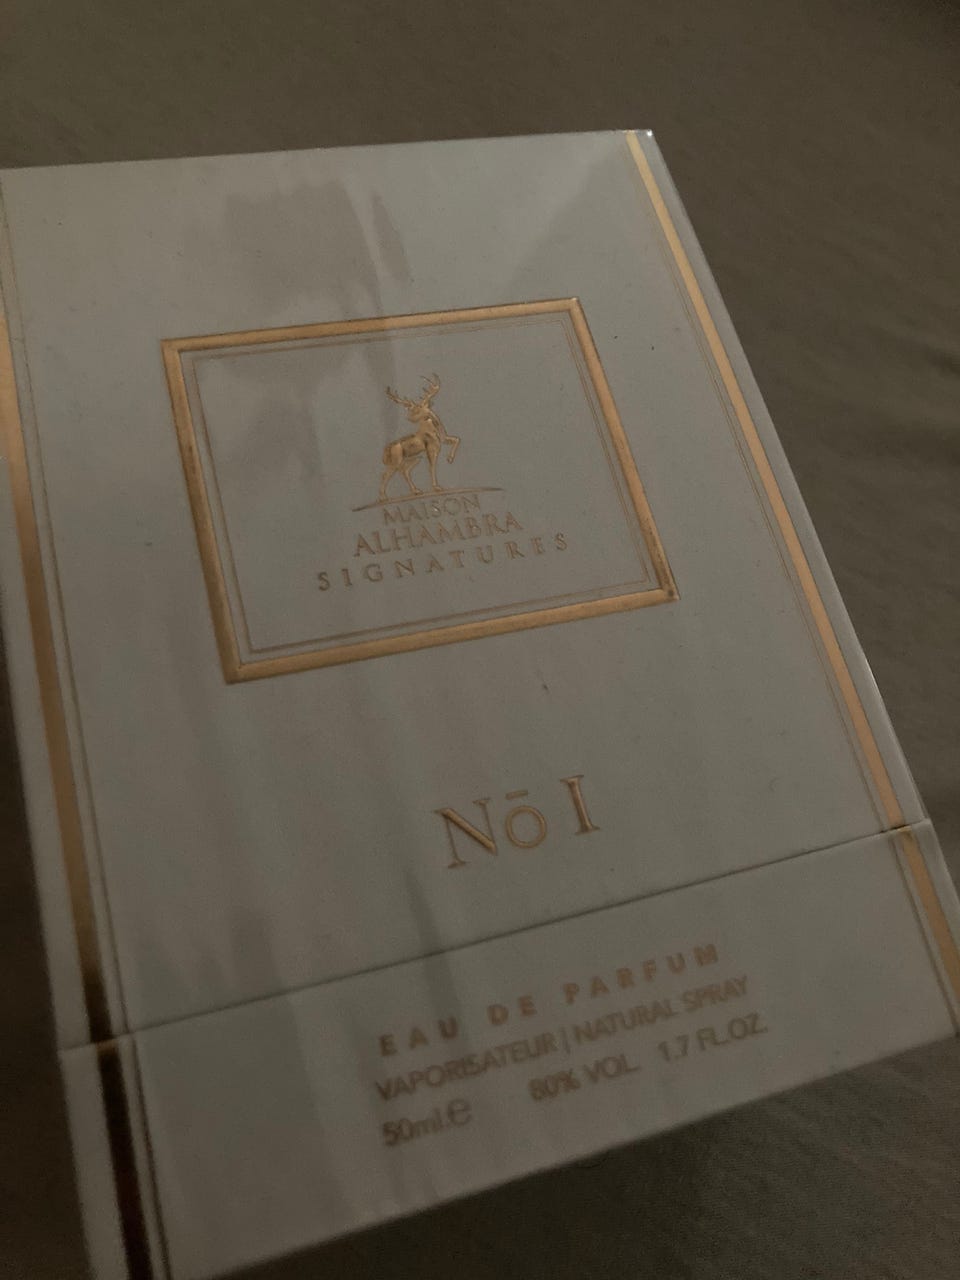 MAISON
ALHAMBRA
SIGNATURES
Nō I
EAU DE PARFUM
VAPORISATEUR | NATURAL SPRAY
50ml.e 80% VOL 1.7 FL.OZ.